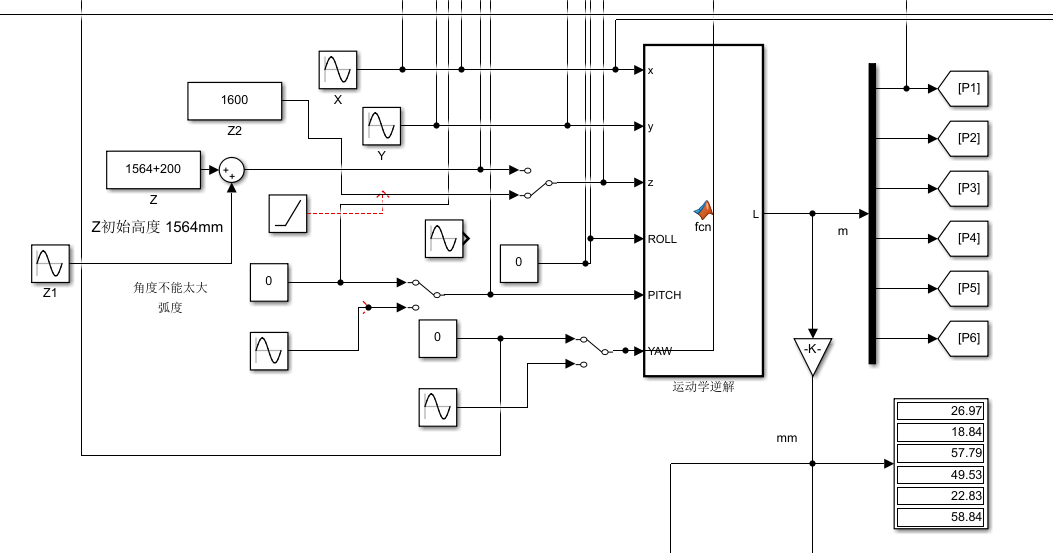 X
x
[P1]
1600
Z2
Y
y
[P2]
1564+200
Z
++
z
[P3]
fcn
L
m
Z初始高度 1564mm
ROLL
[P4]
0
Z1
0
角度不能太大
弧度
PITCH
[P5]
0
YAW
-K-
[P6]
运动学逆解
mm
26.97
18.84
57.79
49.53
22.83
58.84